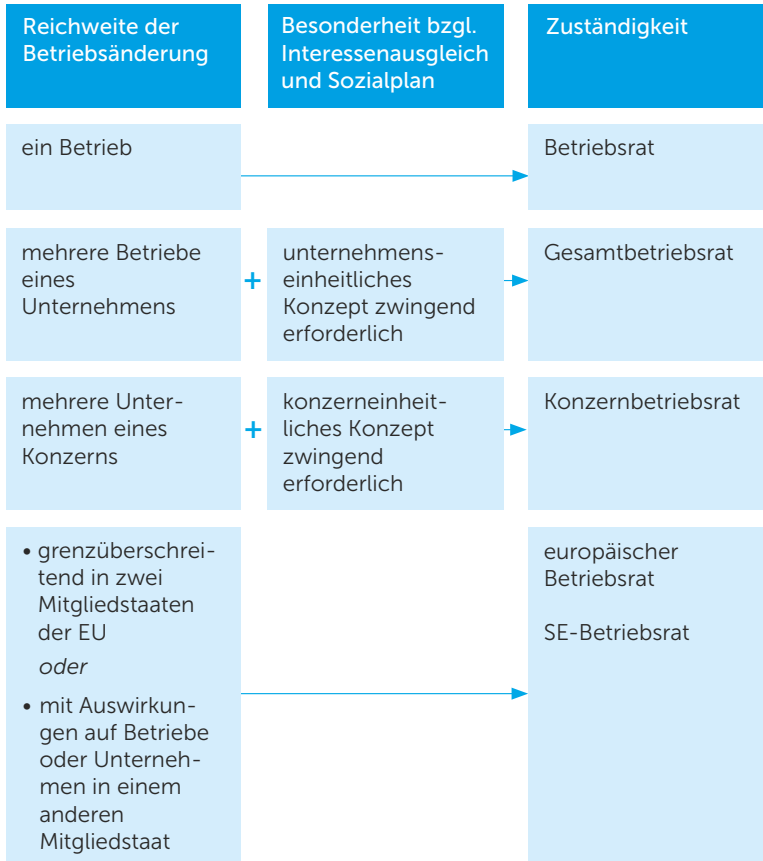 Reichweite der
Betriebsänderung
Besonderheit bzgl.
Interessenausgleich
und Sozialplan
Zuständigkeit
ein Betrieb
Betriebsrat
mehrere Betriebe
eines
Unternehmens
+
unternehmens-
einheitliches
Konzept zwingend
erforderlich
Gesamtbetriebsrat
mehrere Unter-
nehmen eines
Konzerns
+
konzerneinheit-
liches Konzept
zwingend
erforderlich
Konzernbetriebsrat
• grenzüberschrei-
tend in zwei
Mitgliedstaaten
der EU
oder
• mit Auswirkun-
gen auf Betriebe
oder Unterneh-
men in einem
anderen
Mitgliedstaat
europäischer
Betriebsrat
SE-Betriebsrat